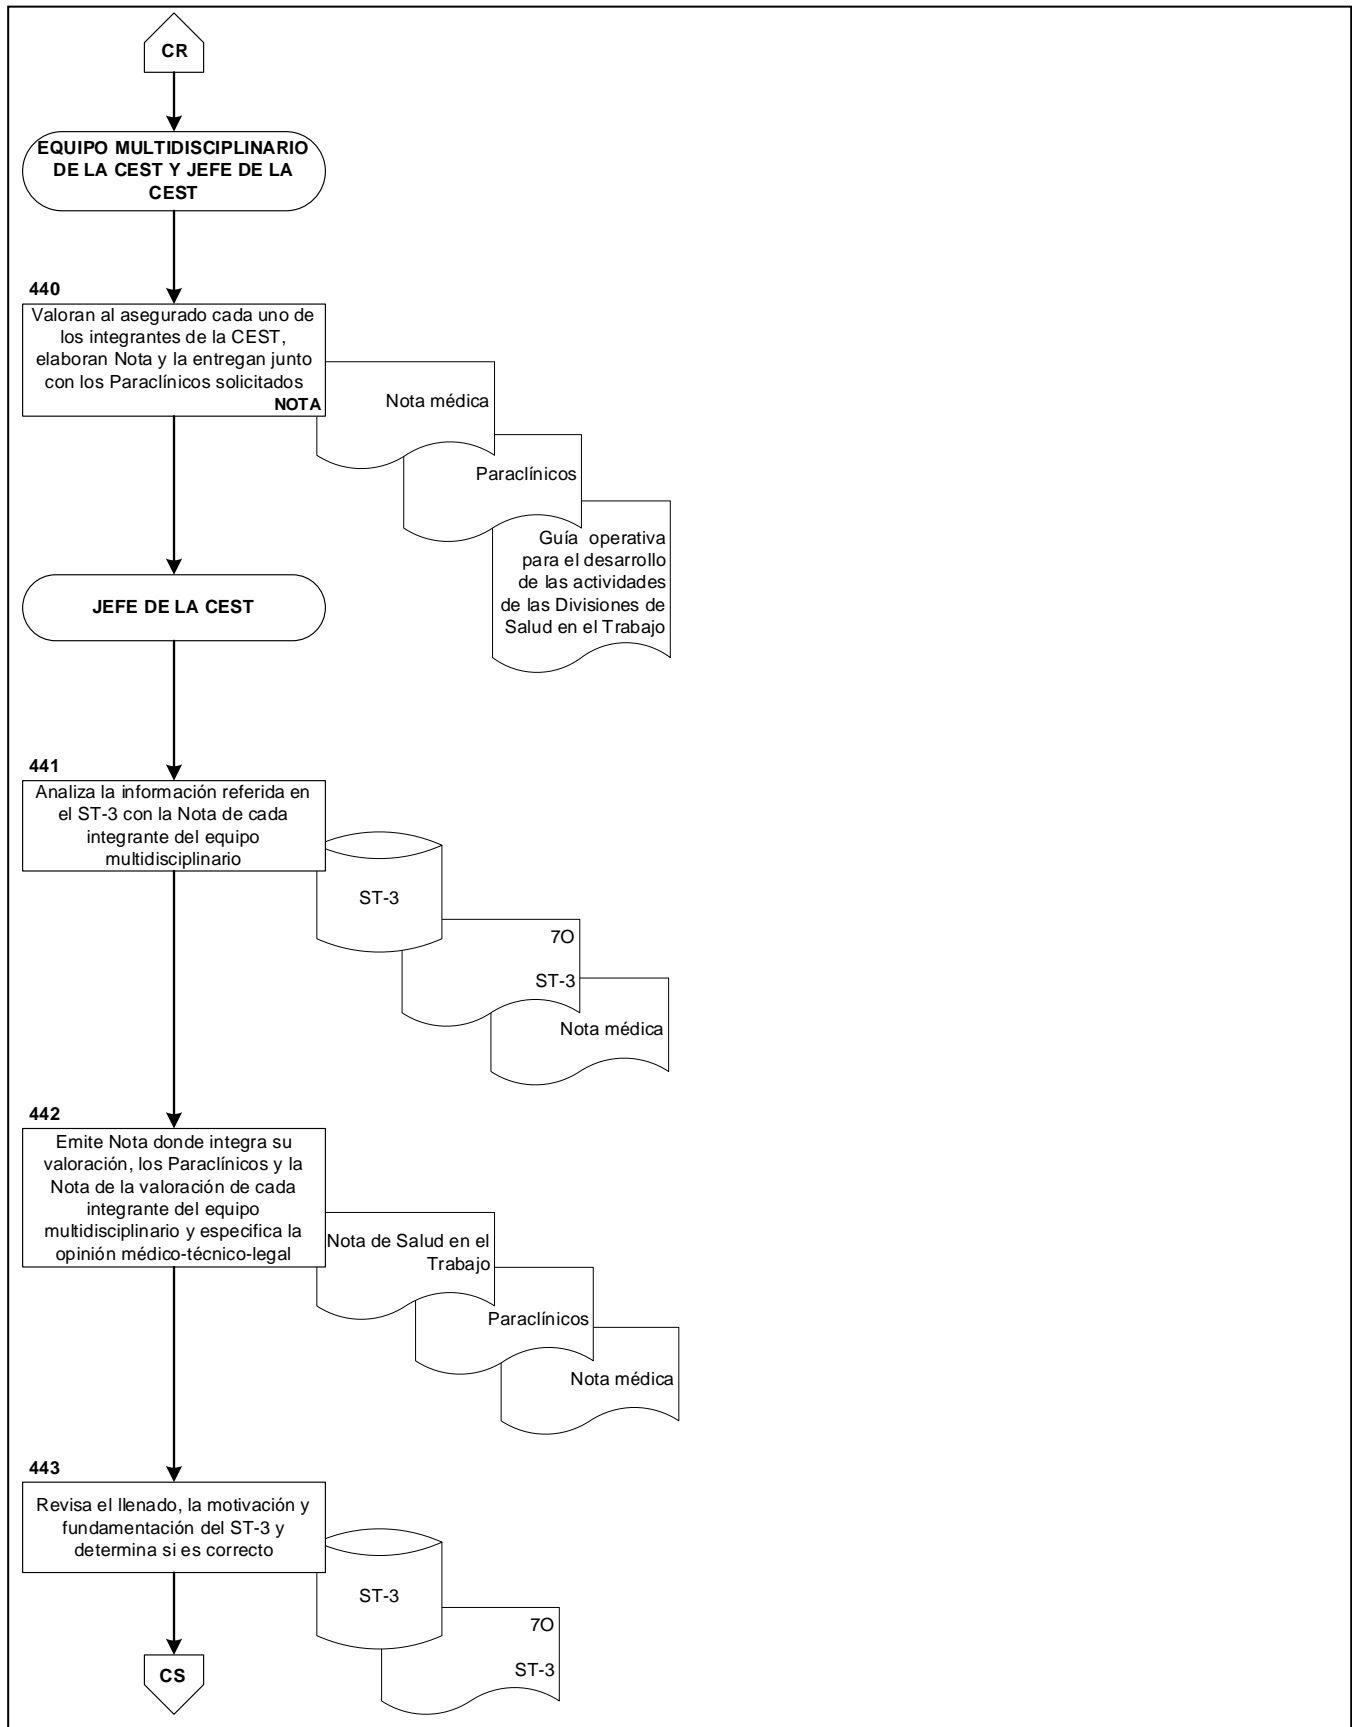 CR
EQUIPO MULTIDISCIPLINARIO
DE LA CEST Y JEFE DE LA
CEST
440
Valoran al asegurado cada uno de
los integrantes de la CEST,
elaboran Nota y la entregan junto
con los Paraclínicos solicitados
NOTA
Nota médica
Paraclínicos
Guía operativa
para el desarrollo
de las actividades
de las Divisiones de
Salud en el Trabajo
JEFE DE LA CEST
441
Analiza la información referida en
el ST-3 con la Nota de cada
integrante del equipo
multidisciplinario
ST-3
7O
ST-3
Nota médica
442
Emite Nota donde integra su
valoración, los Paraclínicos y la
Nota de la valoración de cada
integrante del equipo
multidisciplinario y especifica la
opinión médico-técnico-legal
Nota de Salud en el
Trabajo
Paraclínicos
Nota médica
443
Revisa el llenado, la motivación y
fundamentación del ST-3 y
determina si es correcto
ST-3
7O
ST-3
CS